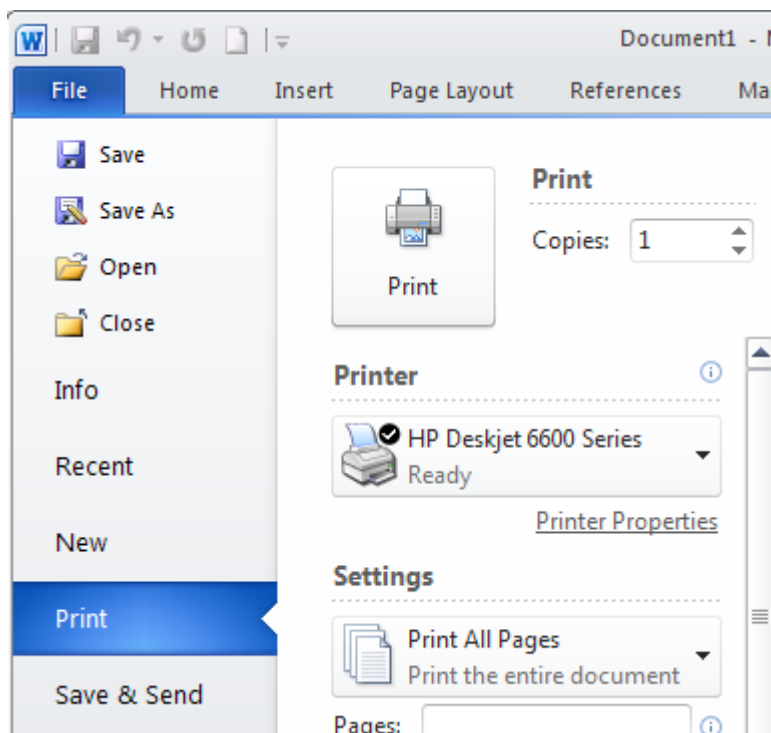 W
Document1 -
File Home Insert Page Layout References Ma
Save
Save As
Open
Close
Info
Recent
New
Print
Save & Send
Print
Print
Copies: 1
Printer
HP Deskjet 6600 Series
Ready
Printer Properties
Settings
Print All Pages
Print the entire document
Pages: